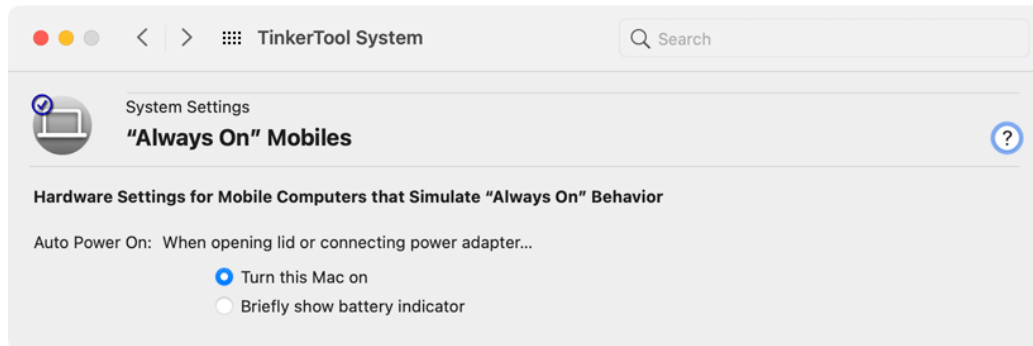 TinkerTool System
Search
System Settings
“Always On” Mobiles
?
Hardware Settings for Mobile Computers that Simulate “Always On” Behavior
Auto Power On: When opening lid or connecting power adapter...
Turn this Mac on
Briefly show battery indicator